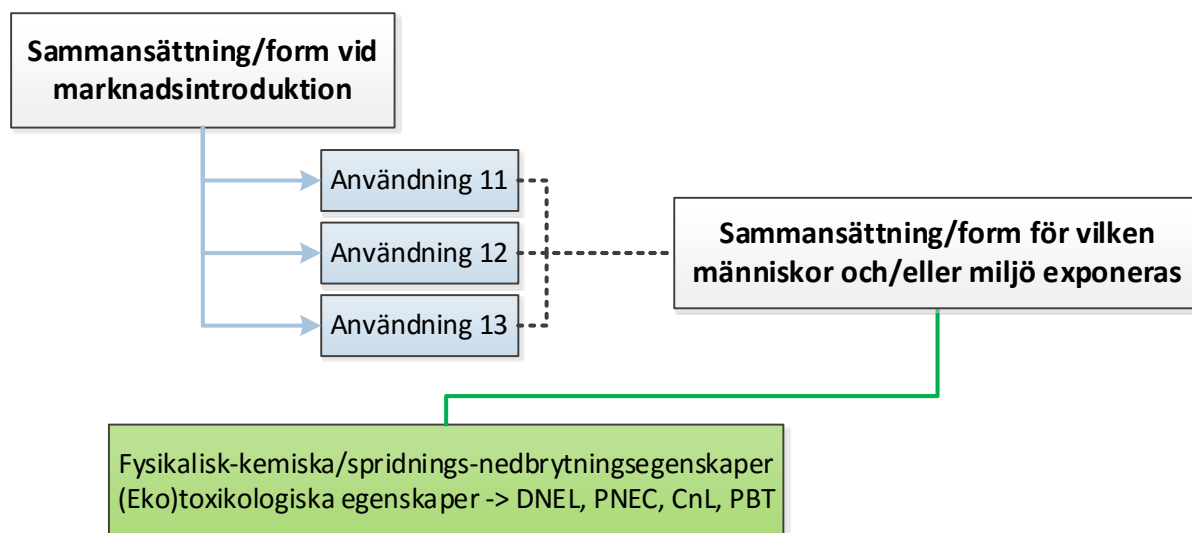 Sammansättning/form vid
marknadsintroduktion
Användning 11
Användning 12
Användning 13
Sammansättning/form för vilken
människor och/eller miljö exponeras
Fysikalisk-kemiska/spridnings-nedbrytningsegenskaper
(Eko)toxikologiska egenskaper -> DNEL, PNEC, CnL, PBT